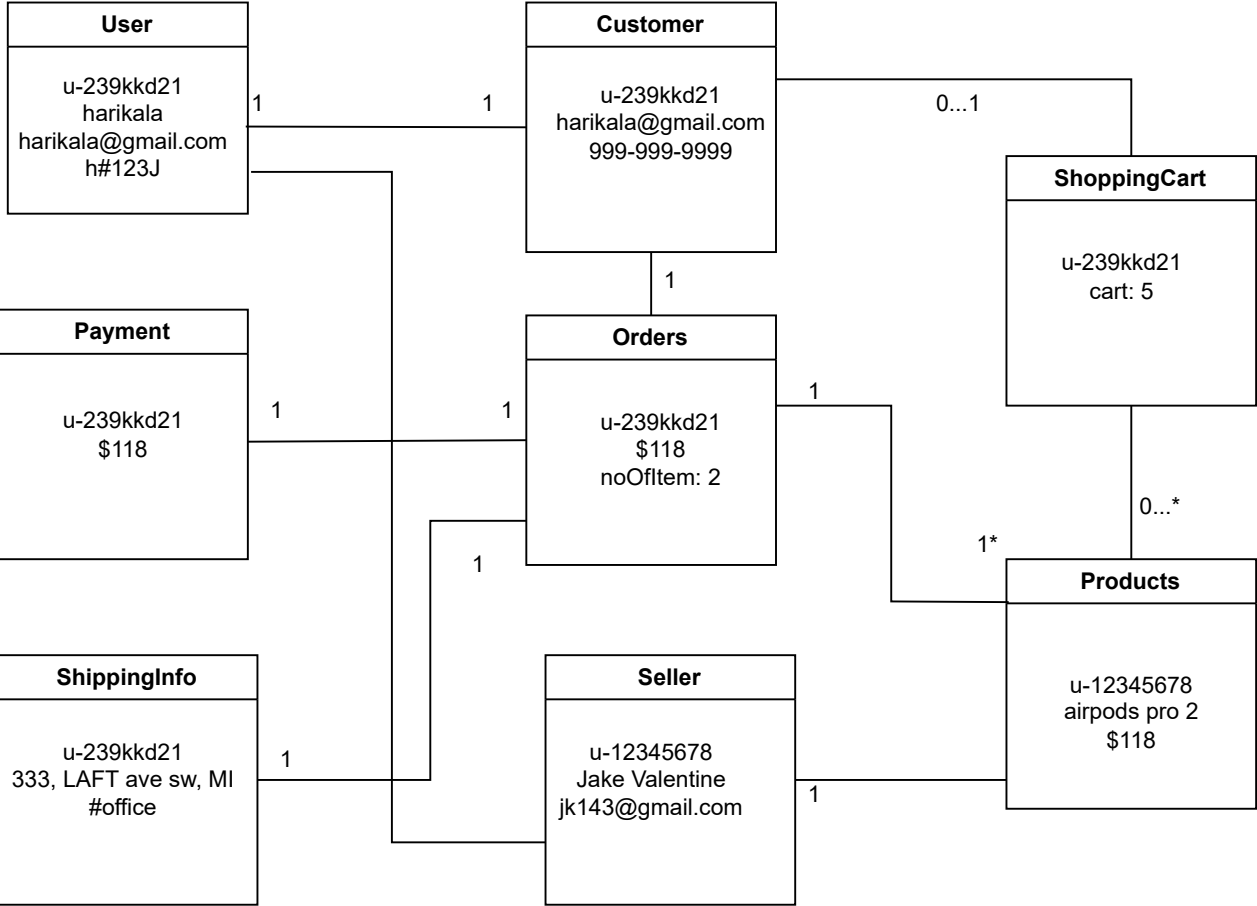 User
u-239kkd21
harikala
harikala@gmail.com
h#123J
1
1
Customer
u-239kkd21
harikala@gmail.com
999-999-9999
0...1
ShoppingCart
u-239kkd21
cart: 5
1
Payment
u-239kkd21
$118
1
1
Orders
u-239kkd21
$118
noOfItem: 2
1
1
0...*
1*
Products
u-12345678
airpods pro 2
$118
ShippingInfo
u-239kkd21
333, LAFT ave sw, MI
#office
1
Seller
u-12345678
Jake Valentine
jk143@gmail.com
1